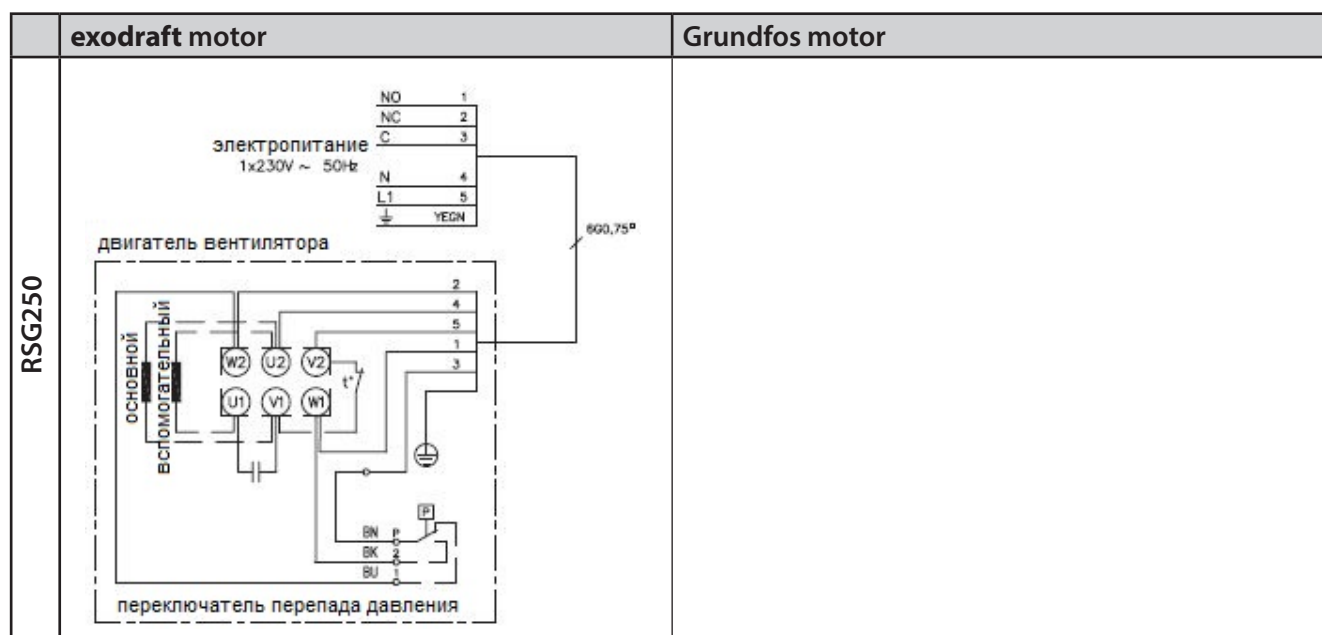 exodraft motor
Grundfos motor
RSG250
NO 1
NC 2
C 3
электропитание
1x230V ~ 50Hz
N 4
L1 5
YEGN
6G0,75¤
двигатель вентилятора
2
4
5
1
3
основной
вспомогательный
W2 U2 V2
t°
U1 V1 W1
P
BN P
BK 2
BU 1
переключатель перепада давления